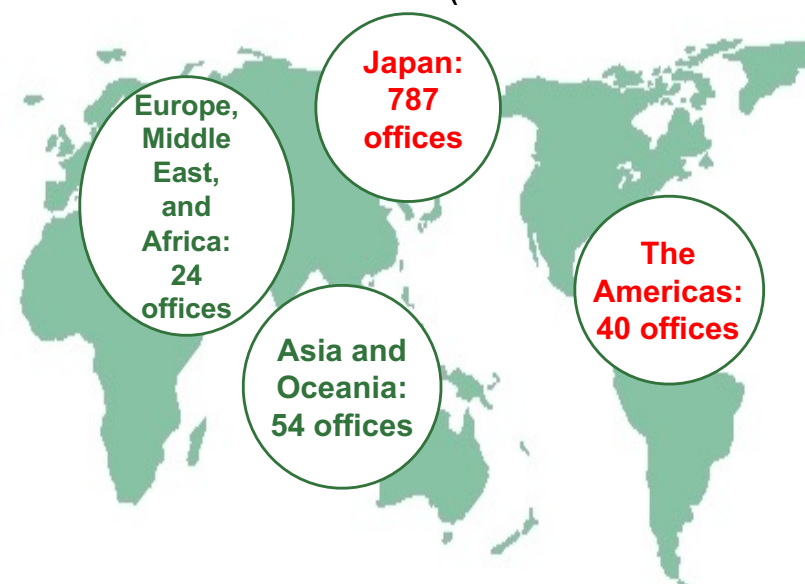 (
Japan:
787
offices
Europe,
Middle
East,
and
Africa:
24
offices
The
Americas:
40 offices
Asia and
Oceania:
54 offices